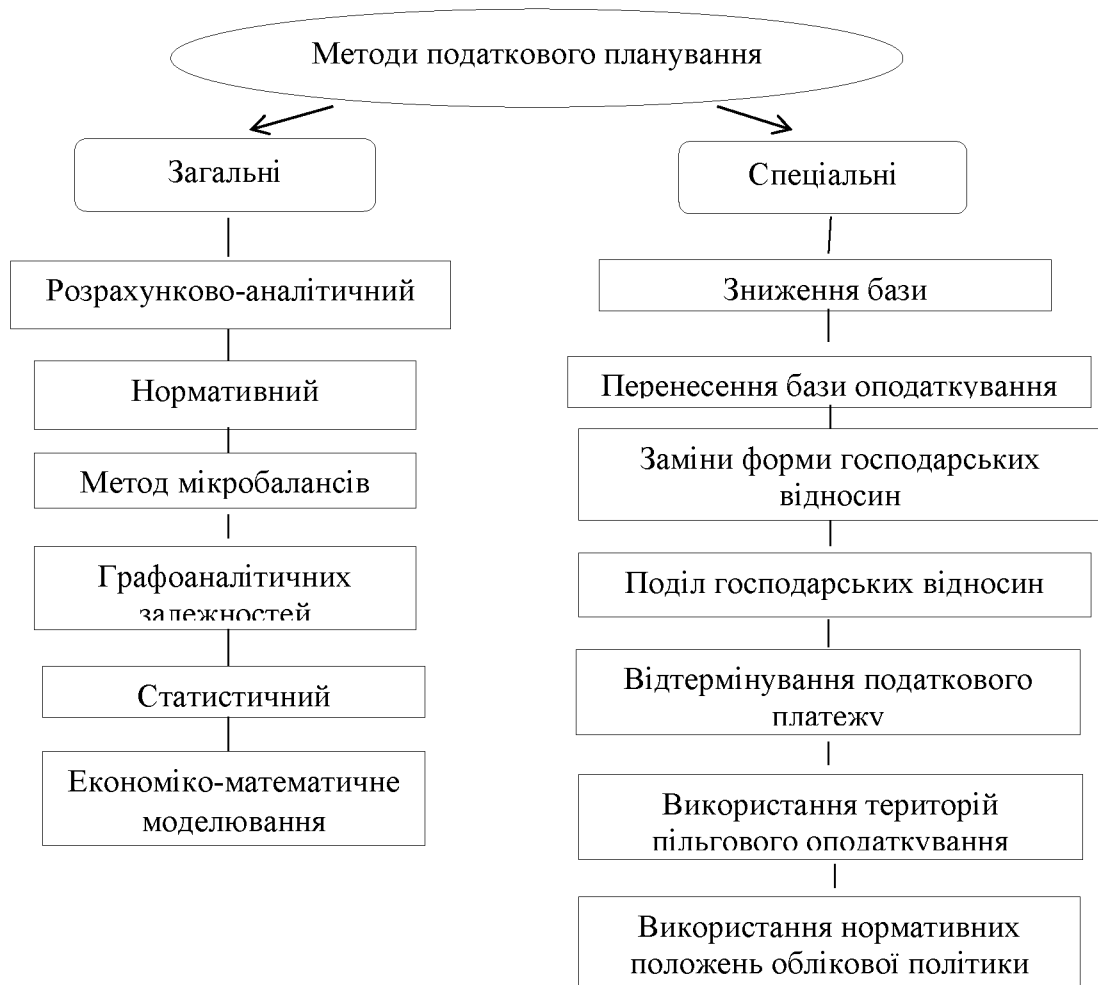 Методи податкового планування
Загальні
Розрахунково-аналітичний
Нормативний
Метод мікробалансів
Графоаналітичних
залежностей
Статистичний
Економіко-математичне
моделювання
Спеціальні
Зниження бази
Перенесення бази оподаткування
Заміни форми господарських
відносин
Поділ господарських відносин
Відтермінування податкового
платежу
Використання територій
пільгового оподаткування
Використання нормативних
положень облікової політики